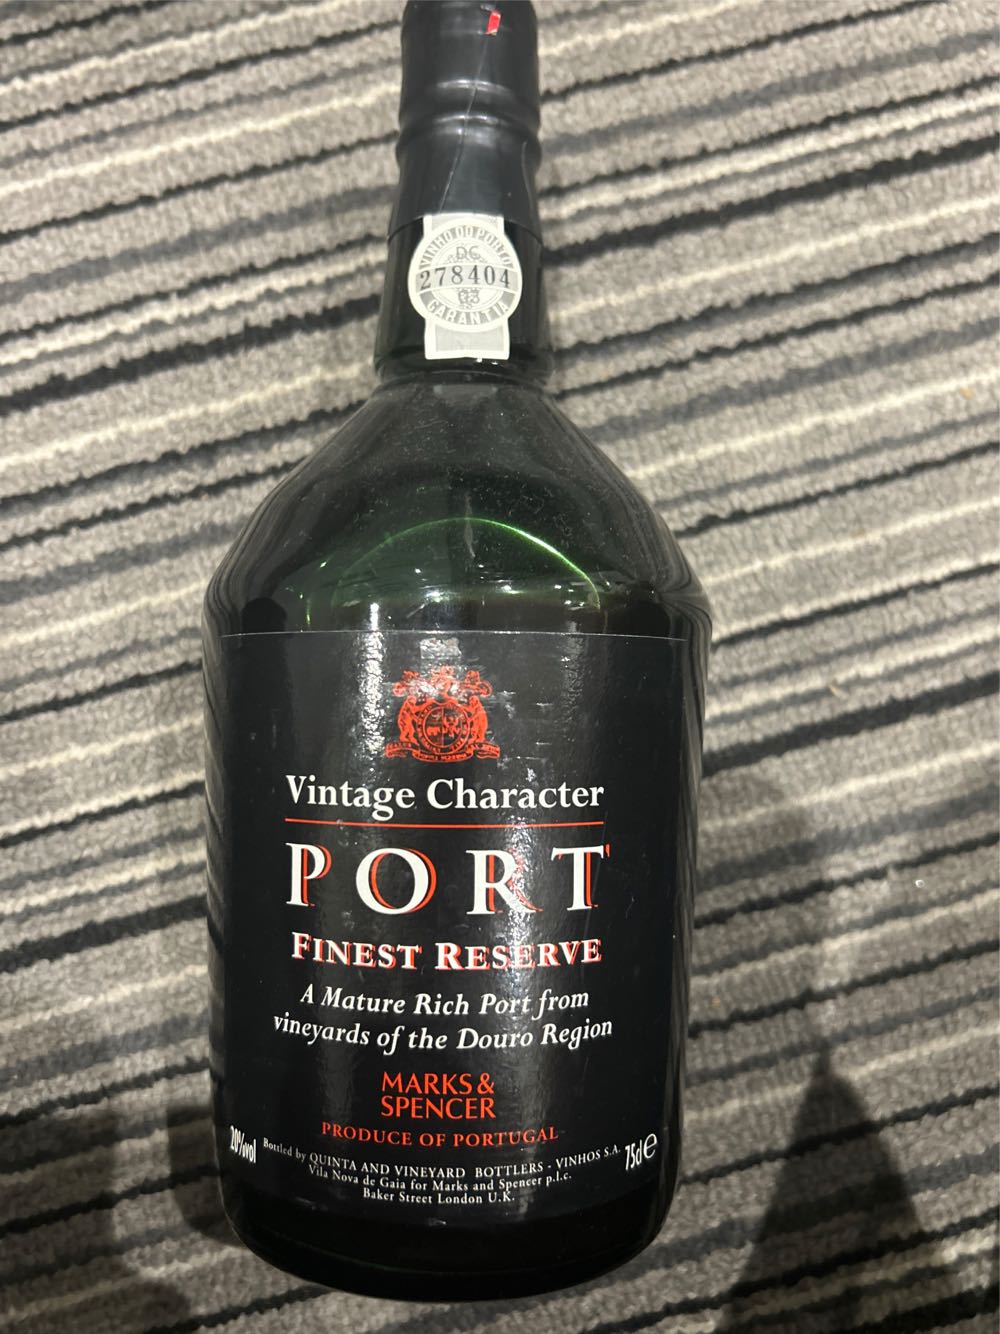 VINHO DO PORTO
DC
278404
GARANTIA
Vintage Character
PORT
FINEST RESERVE
A Mature Rich Port from
vineyards of the Douro Region
MARKS &
SPENCER
PRODUCE OF PORTUGAL
20%vol
Bottled by QUINTA AND VINEYARD BOTTLERS - VINHOS S.A.
Vila Nova de Gaia for Marks and Spencer p.l.c.
Baker Street London U.K.
75cl e